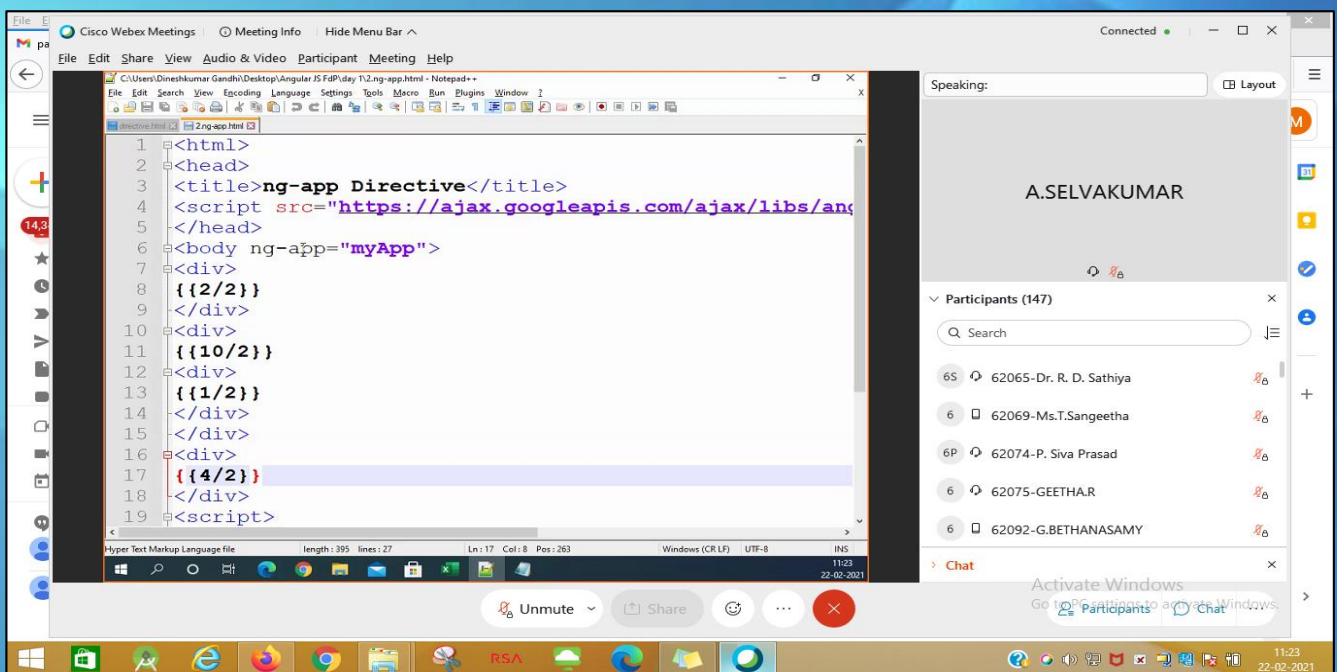 File E
Cisco Webex Meetings Meeting Info Hide Menu Bar
Connected
File Edit Share View Audio & Video Participant Meeting Help
C:\Users\Dineshkumar Gandhi\Desktop\Angular JS FdP\day 1\2.ng-app.html - Notepad++
File Edit Search View Encoding Language Settings Tools Macro Run Plugins Window ?
X
directive.html 2.ng-app.html
1 <html>
2 <head>
3 <title>ng-app Directive</title>
4 <script src="https://ajax.googleapis.com/ajax/libs/ang
5 </head>
6 <body ng-app="myApp">
7 <div>
8 {{2/2}}
9 </div>
10 <div>
11 {{10/2}}
12 <div>
13 {{1/2}}
14 </div>
15 </div>
16 <div>
17 {{4/2}}
18 </div>
19 <script>
Hyper Text Markup Language file length : 395 lines : 27 Ln : 17 Col : 8 Pos : 263 Windows (CR LF) UTF-8 INS
11:23
22-02-2021
Speaking:
Layout
A.SELVAKUMAR
Participants (147)
Search
6S 62065-Dr. R. D. Sathiya
6 62069-Ms.T.Sangeetha
6P 62074-P. Siva Prasad
6 62075-GEETHA.R
6 62092-G.BETHANASAMY
Chat
Unmute
Share
Activate Windows
Go to PC settings to activate Windows.
Participants
Chat
pa
14,3
M
31
RSA
11:23
22-02-2021